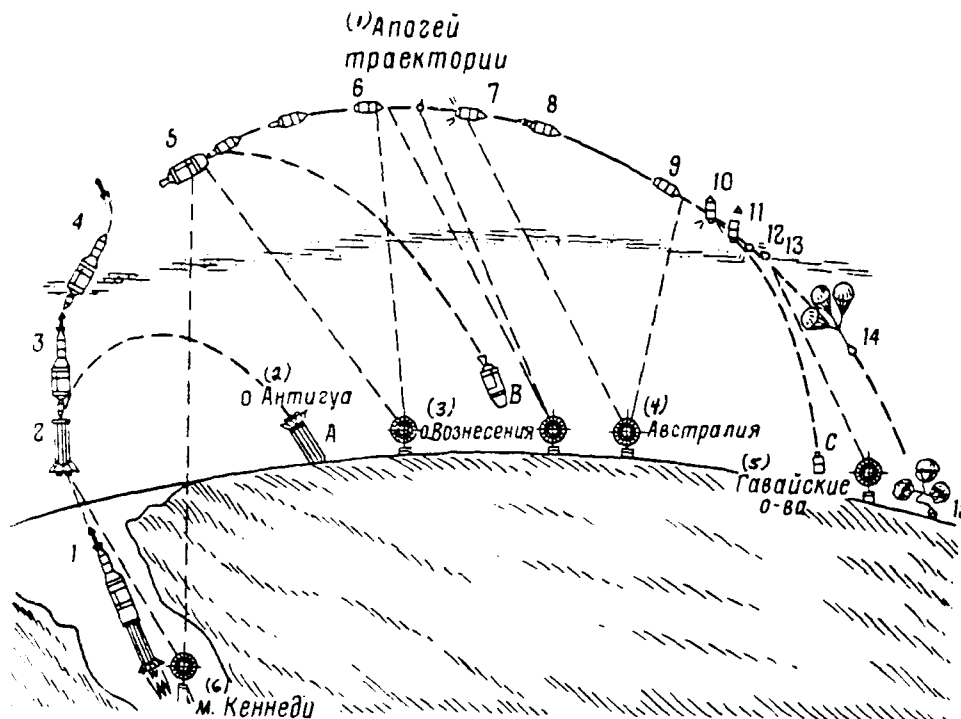 (1) Апогей
траектории
6
7
8
5
9
10
11
12
13
4
3
14
(2)
о Антигуа
2
А
В
(3)
о.Вознесения
(4)
Австралия
С
(5)
Гавайские
о-ва
1
(6)
м. Кеннеди